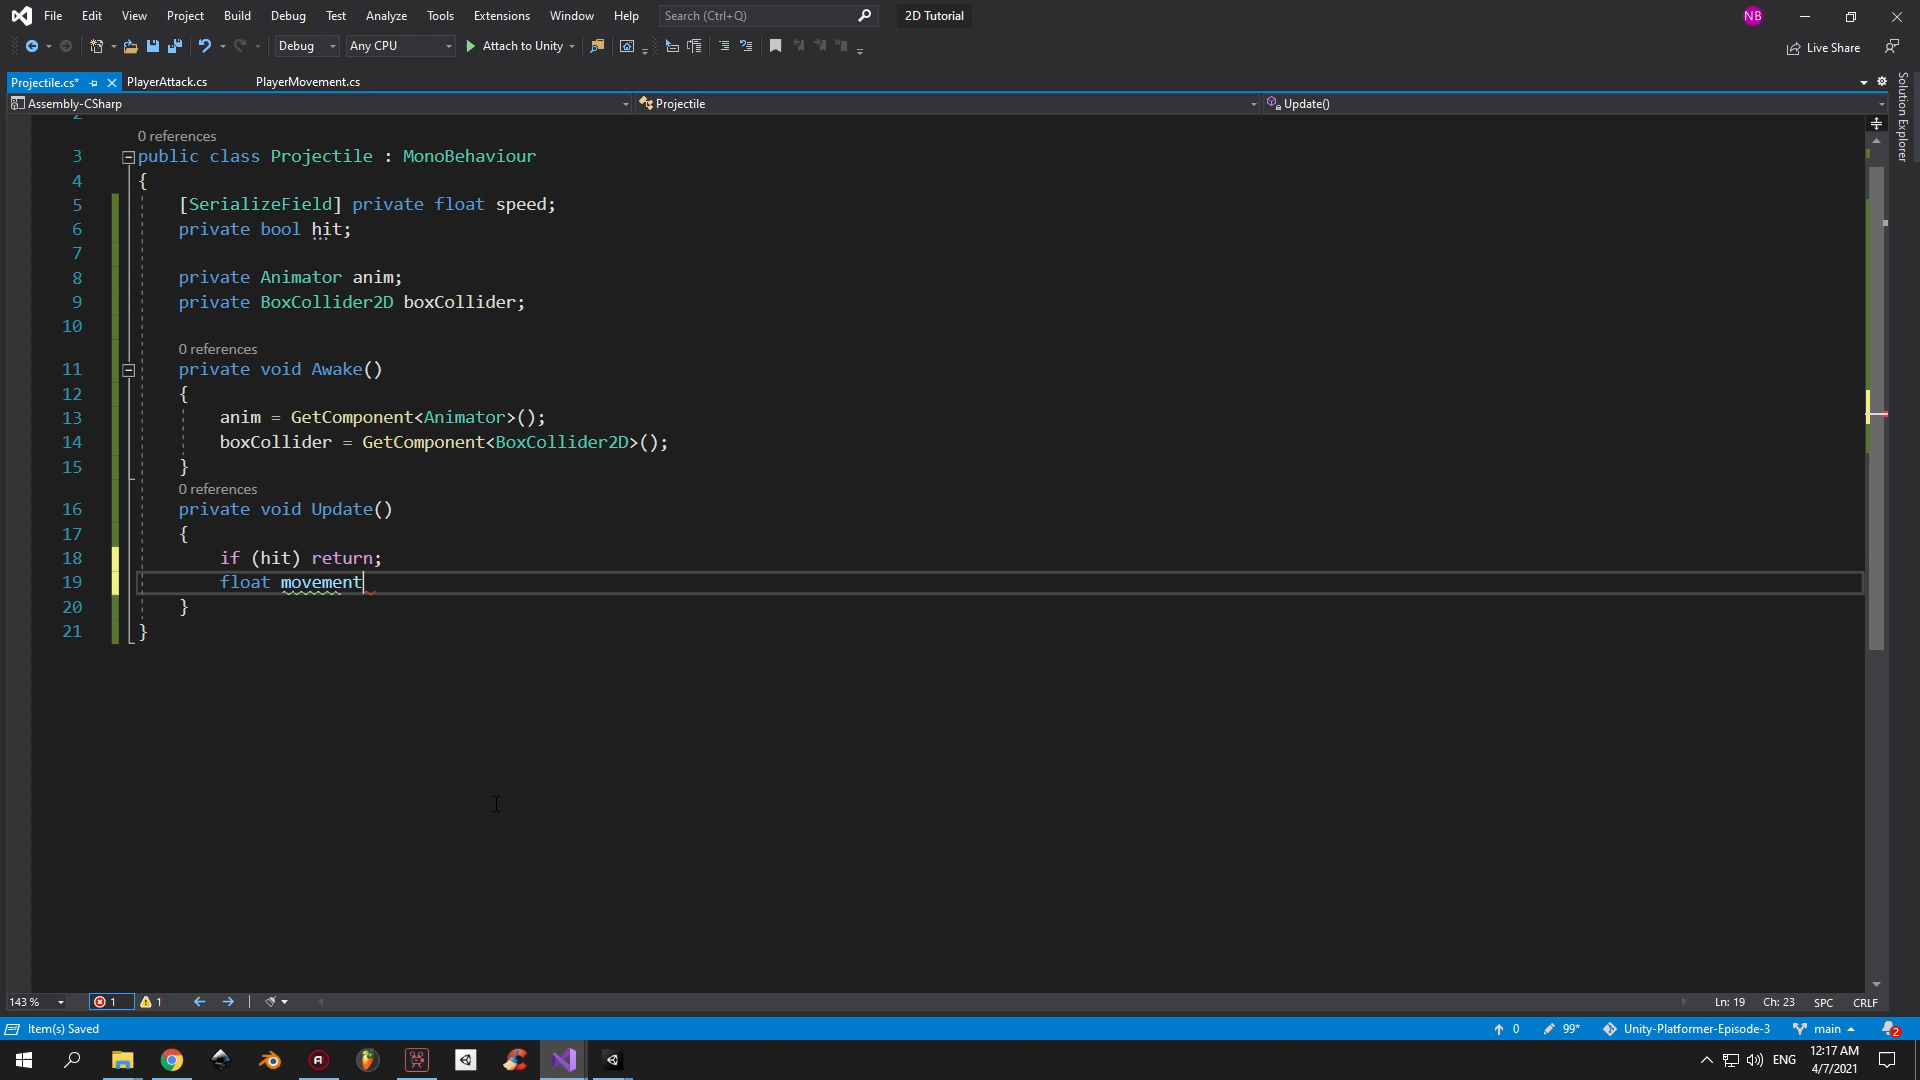 File Edit View Project Build Debug Test Analyze Tools Extensions Window Help Search (Ctrl+Q) 2D Tutorial NB
Debug Any CPU Attach to Unity Live Share
Projectile.cs* PlayerAttack.cs PlayerMovement.cs
Assembly-CSharp Projectile Update()
Solution Explorer
2
0 references
3 public class Projectile : MonoBehaviour
4 {
5 [SerializeField] private float speed;
6 private bool hit;
7
8 private Animator anim;
9 private BoxCollider2D boxCollider;
10
0 references
11 private void Awake()
12 {
13 anim = GetComponent<Animator>();
14 boxCollider = GetComponent<BoxCollider2D>();
15 }
0 references
16 private void Update()
17 {
18 if (hit) return;
19 float movement
20 }
21 }
143 % 1 1 Ln: 19 Ch: 23 SPC CRLF
Item(s) Saved 0 99* Unity-Platformer-Episode-3 main 2
ENG 12:17 AM
4/7/2021